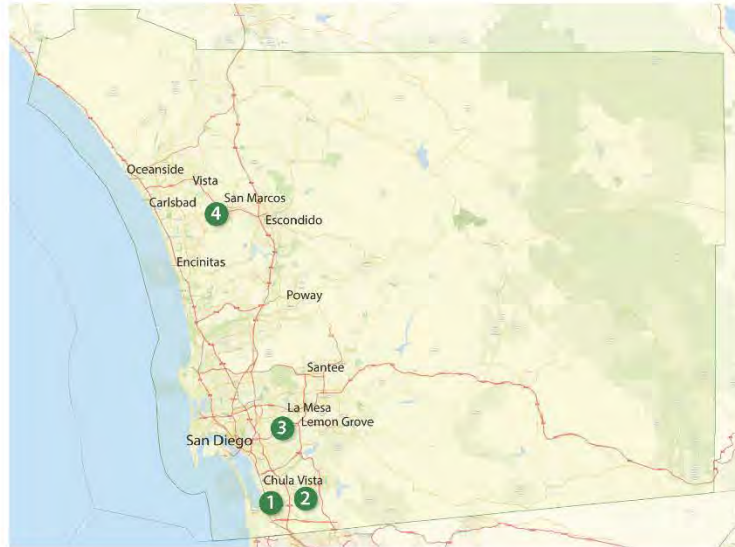 Oceanside
Vista
Carlsbad
San Marcos
4
Escondido
Encinitas
Poway
Santee
La Mesa
3
Lemon Grove
San Diego
Chula Vista
1
2